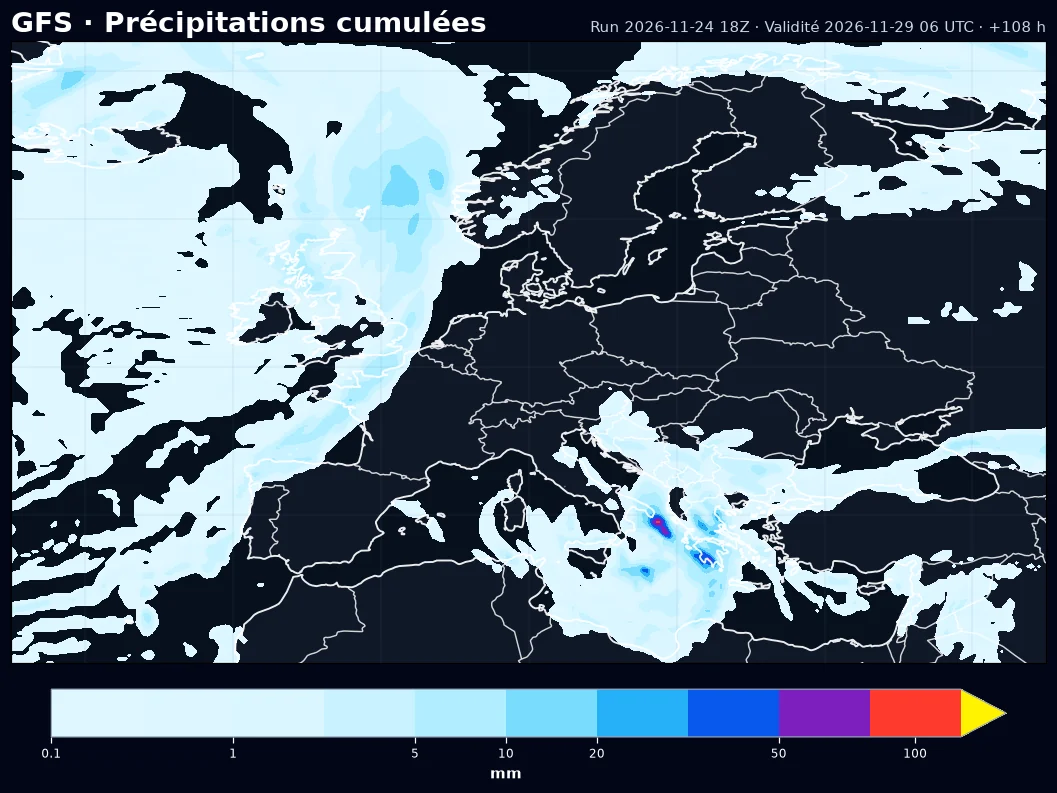 GFS · Précipitations cumulées
Run 2026-11-24 18Z · Validité 2026-11-29 06 UTC · +108 h
0.1 1 5 10 20 50 100
mm